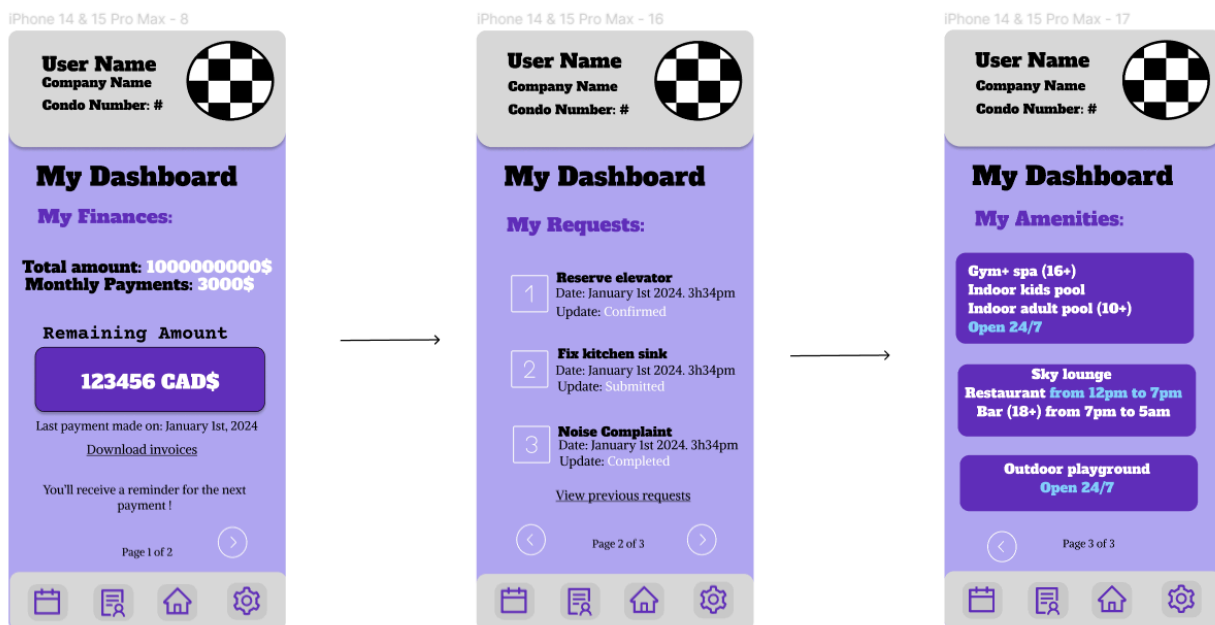 iPhone 14 & 15 Pro Max - 8
User Name
Company Name
Condo Number: #
My Dashboard
My Finances:
Total amount: 1000000000$
Monthly Payments: 3000$
Remaining Amount
123456 CAD$
Last payment made on: January 1st, 2024
Download invoices
You'll receive a reminder for the next
payment !
Page 1 of 2
iPhone 14 & 15 Pro Max - 16
User Name
Company Name
Condo Number: #
My Dashboard
My Requests:
1
Reserve elevator
Date: January 1st 2024. 3h34pm
Update: Confirmed
2
Fix kitchen sink
Date: January 1st 2024. 3h34pm
Update: Submitted
3
Noise Complaint
Date: January 1st 2024. 3h34pm
Update: Completed
View previous requests
Page 2 of 3
iPhone 14 & 15 Pro Max - 17
User Name
Company Name
Condo Number: #
My Dashboard
My Amenities:
Gym+ spa (16+)
Indoor kids pool
Indoor adult pool (10+)
Open 24/7
Sky lounge
Restaurant from 12pm to 7pm
Bar (18+) from 7pm to 5am
Outdoor playground
Open 24/7
Page 3 of 3